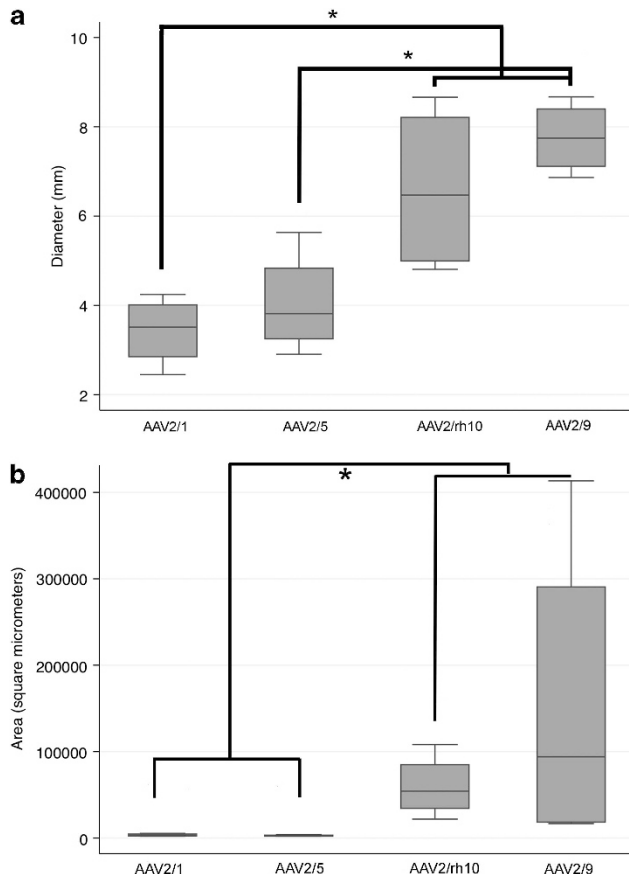 a
*
*
10
8
6
4
2
Diameter (mm)
AAV2/1 AAV2/5 AAV2/rh10 AAV2/9
b
*
400000
300000
200000
100000
0
Area (square micrometers)
AAV2/1 AAV2/5 AAV2/rh10 AAV2/9